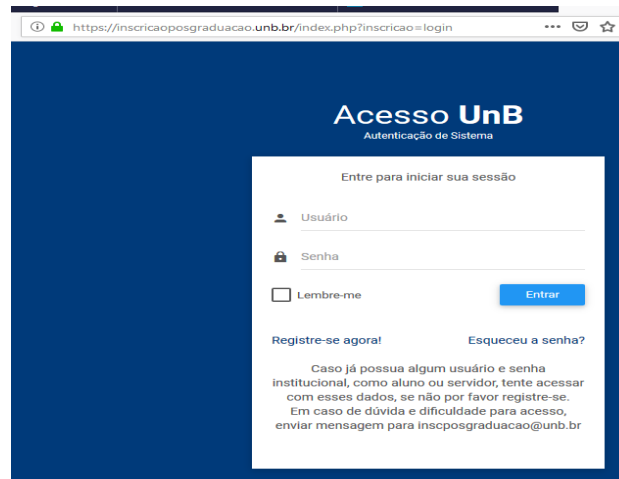 https://inscricaoposgraduacao.unb.br/index.php?inscricao=login
Acesso UnB
Autenticação de Sistema
Entre para iniciar sua sessão
Usuário
Senha
Lembre-me
Entrar
Registre-se agora!
Esqueceu a senha?
Caso já possua algum usuário e senha
institucional, como aluno ou servidor, tente acessar
com esses dados, se não por favor registre-se.
Em caso de dúvida e dificuldade para acesso,
enviar mensagem para inscposgraduacao@unb.br